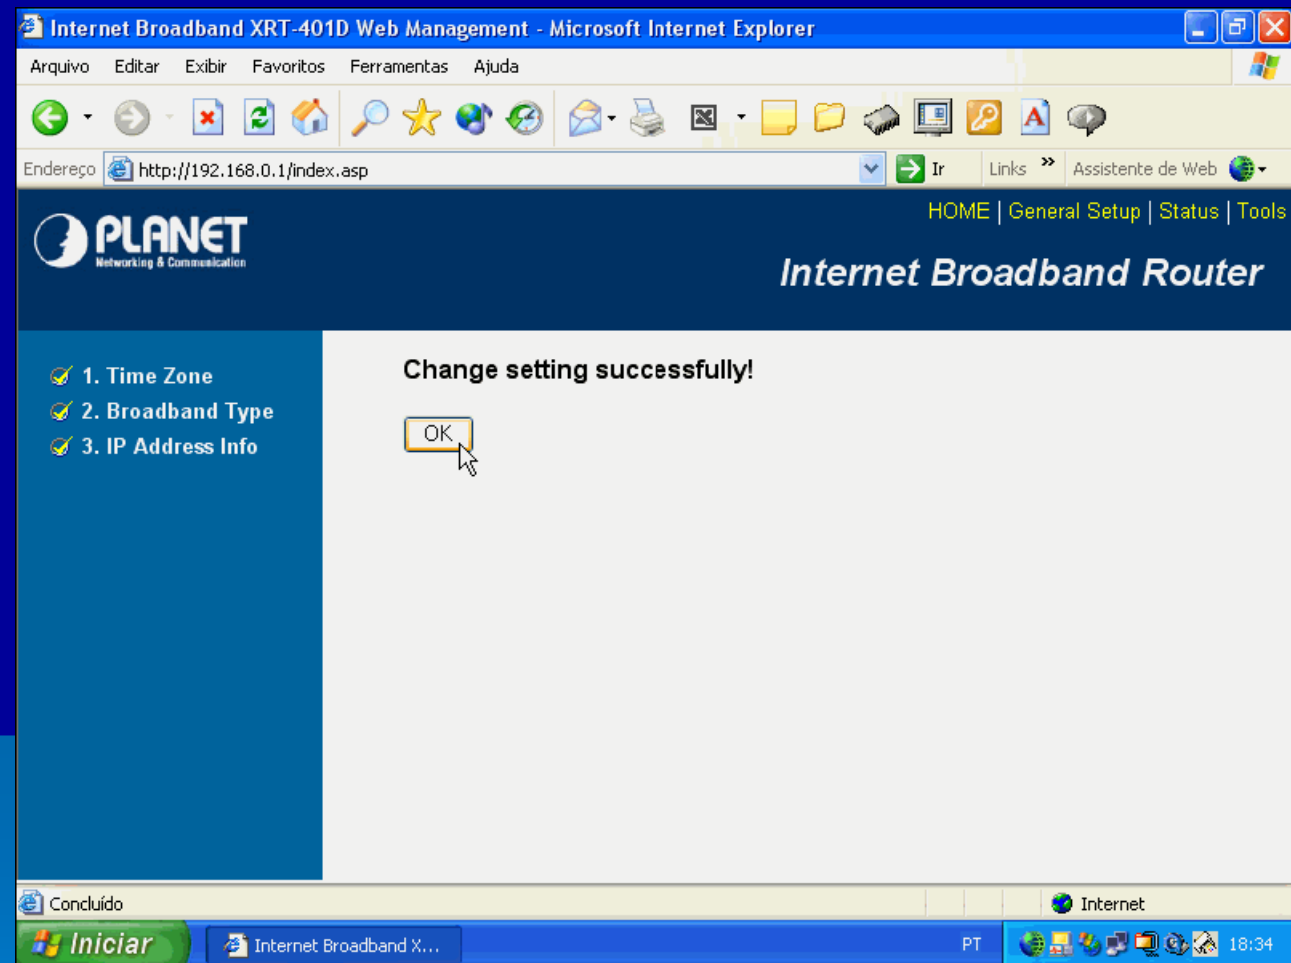 Internet Broadband XRT-401D Web Management - Microsoft Internet Explorer
Arquivo Editar Exibir Favoritos Ferramentas Ajuda
Endereço http://192.168.0.1/index.asp Ir Links » Assistente de Web
HOME | General Setup | Status | Tools
PLANET
Networking & Communication
Internet Broadband Router
1. Time Zone
2. Broadband Type
3. IP Address Info
Change setting successfully!
OK
Concluído Internet
Iniciar Internet Broadband X... PT 18:34